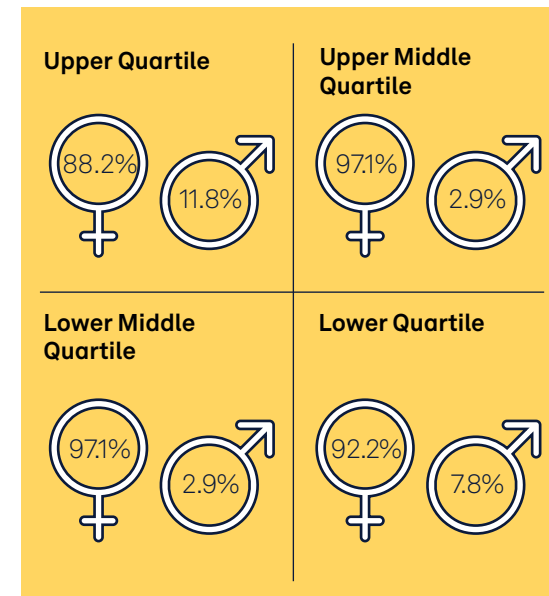 Upper Quartile
88.2%
11.8%
Upper Middle
Quartile
97.1%
2.9%
Lower Middle
Quartile
97.1%
2.9%
Lower Quartile
92.2%
7.8%